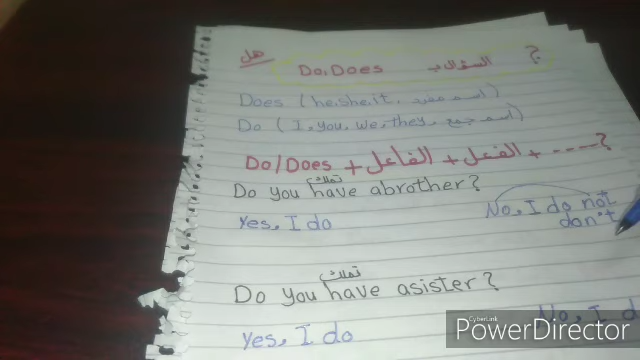 هل
Do, Does السؤال بـ ?
Does (he, she, it, اسم مفرد)
Do (I, you, we, they, اسم جمع)
Do/Does + الفاعل + الفعل + ----?
تملك
Do you have abrother?
Yes, I do No, I do not
don't
تملك
Do you have asister?
Yes, I do No, I d
CyberLink
PowerDirector